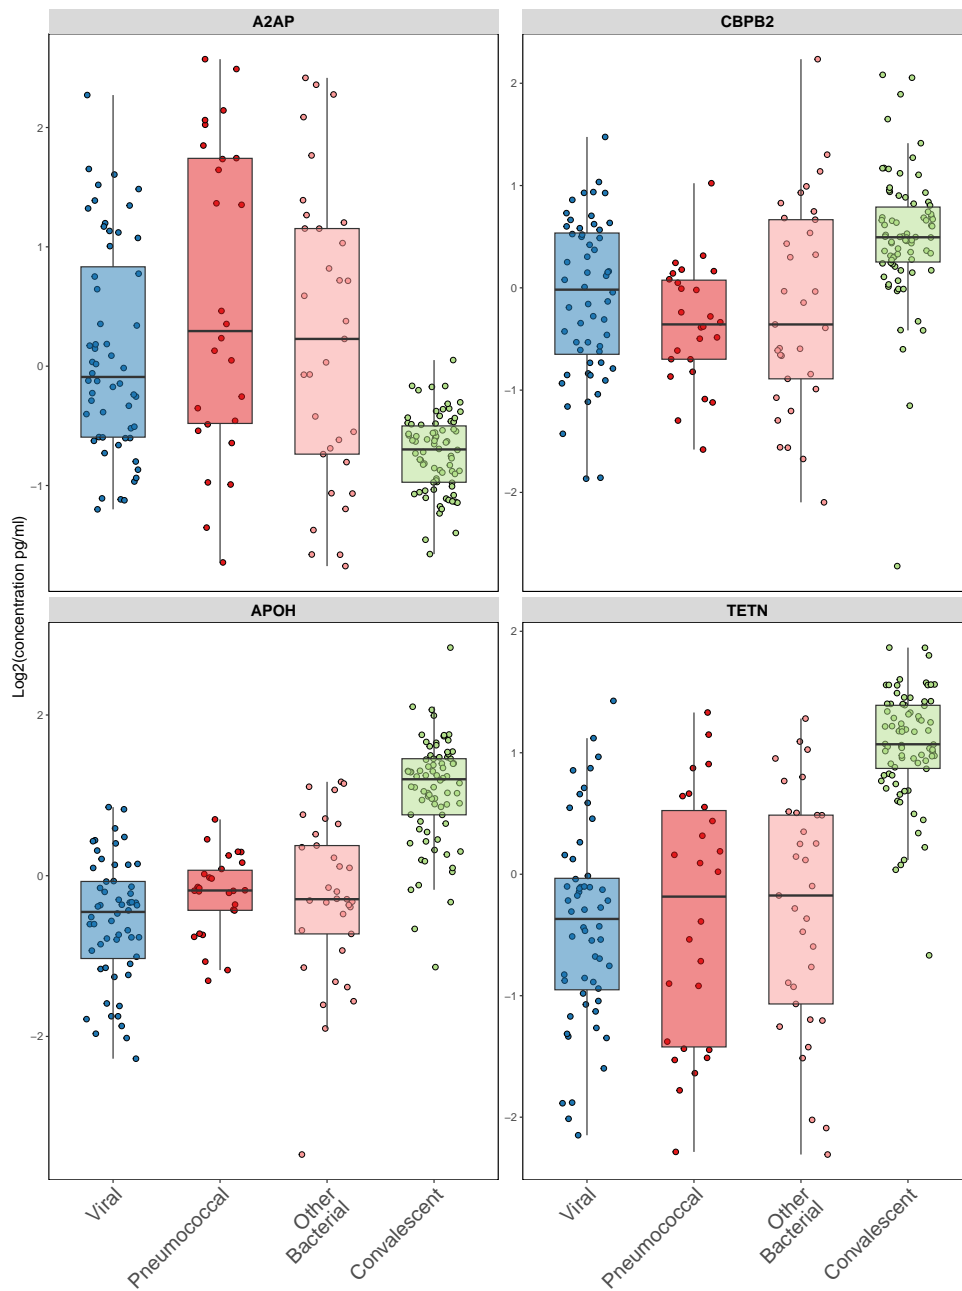 A2AP
CBPB2
2
1
0
−1
2
1
0
−1
−2
Log2(concentration pg/ml)
APOH
TETN
2
0
−2
2
1
0
−1
−2
Viral
Pneumococcal
Other
Bacterial
Convalescent
Viral
Pneumococcal
Other
Bacterial
Convalescent